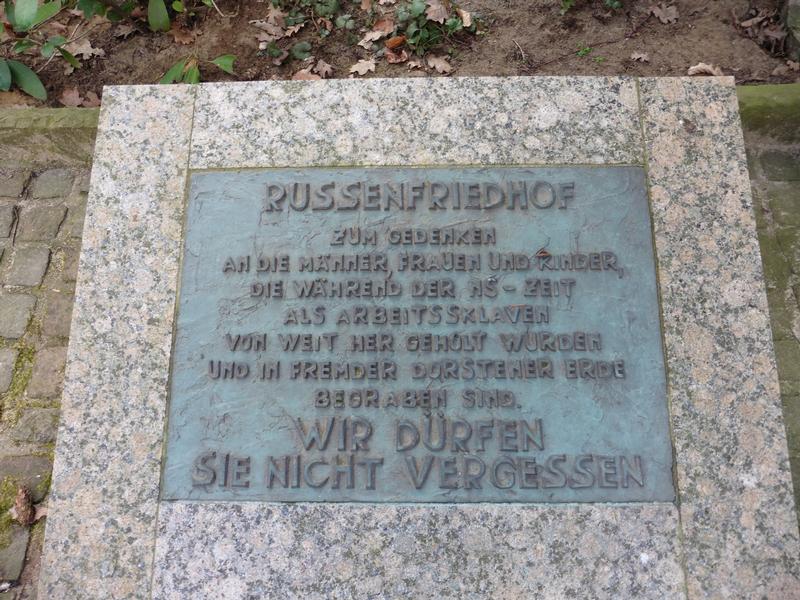 RUSSENFRIEDHOF
ZUM GEDENKEN
AN DIE MÄNNER, FRAUEN UND KINDER,
DIE WÄHREND DER NS-ZEIT
ALS ARBEITSSKLAVEN
VON WEIT HER GEHOLT WURDEN
UND IN FREMDER DORSTENER ERDE
BEGRABEN SIND.
WIR DÜRFEN
SIE NICHT VERGESSEN